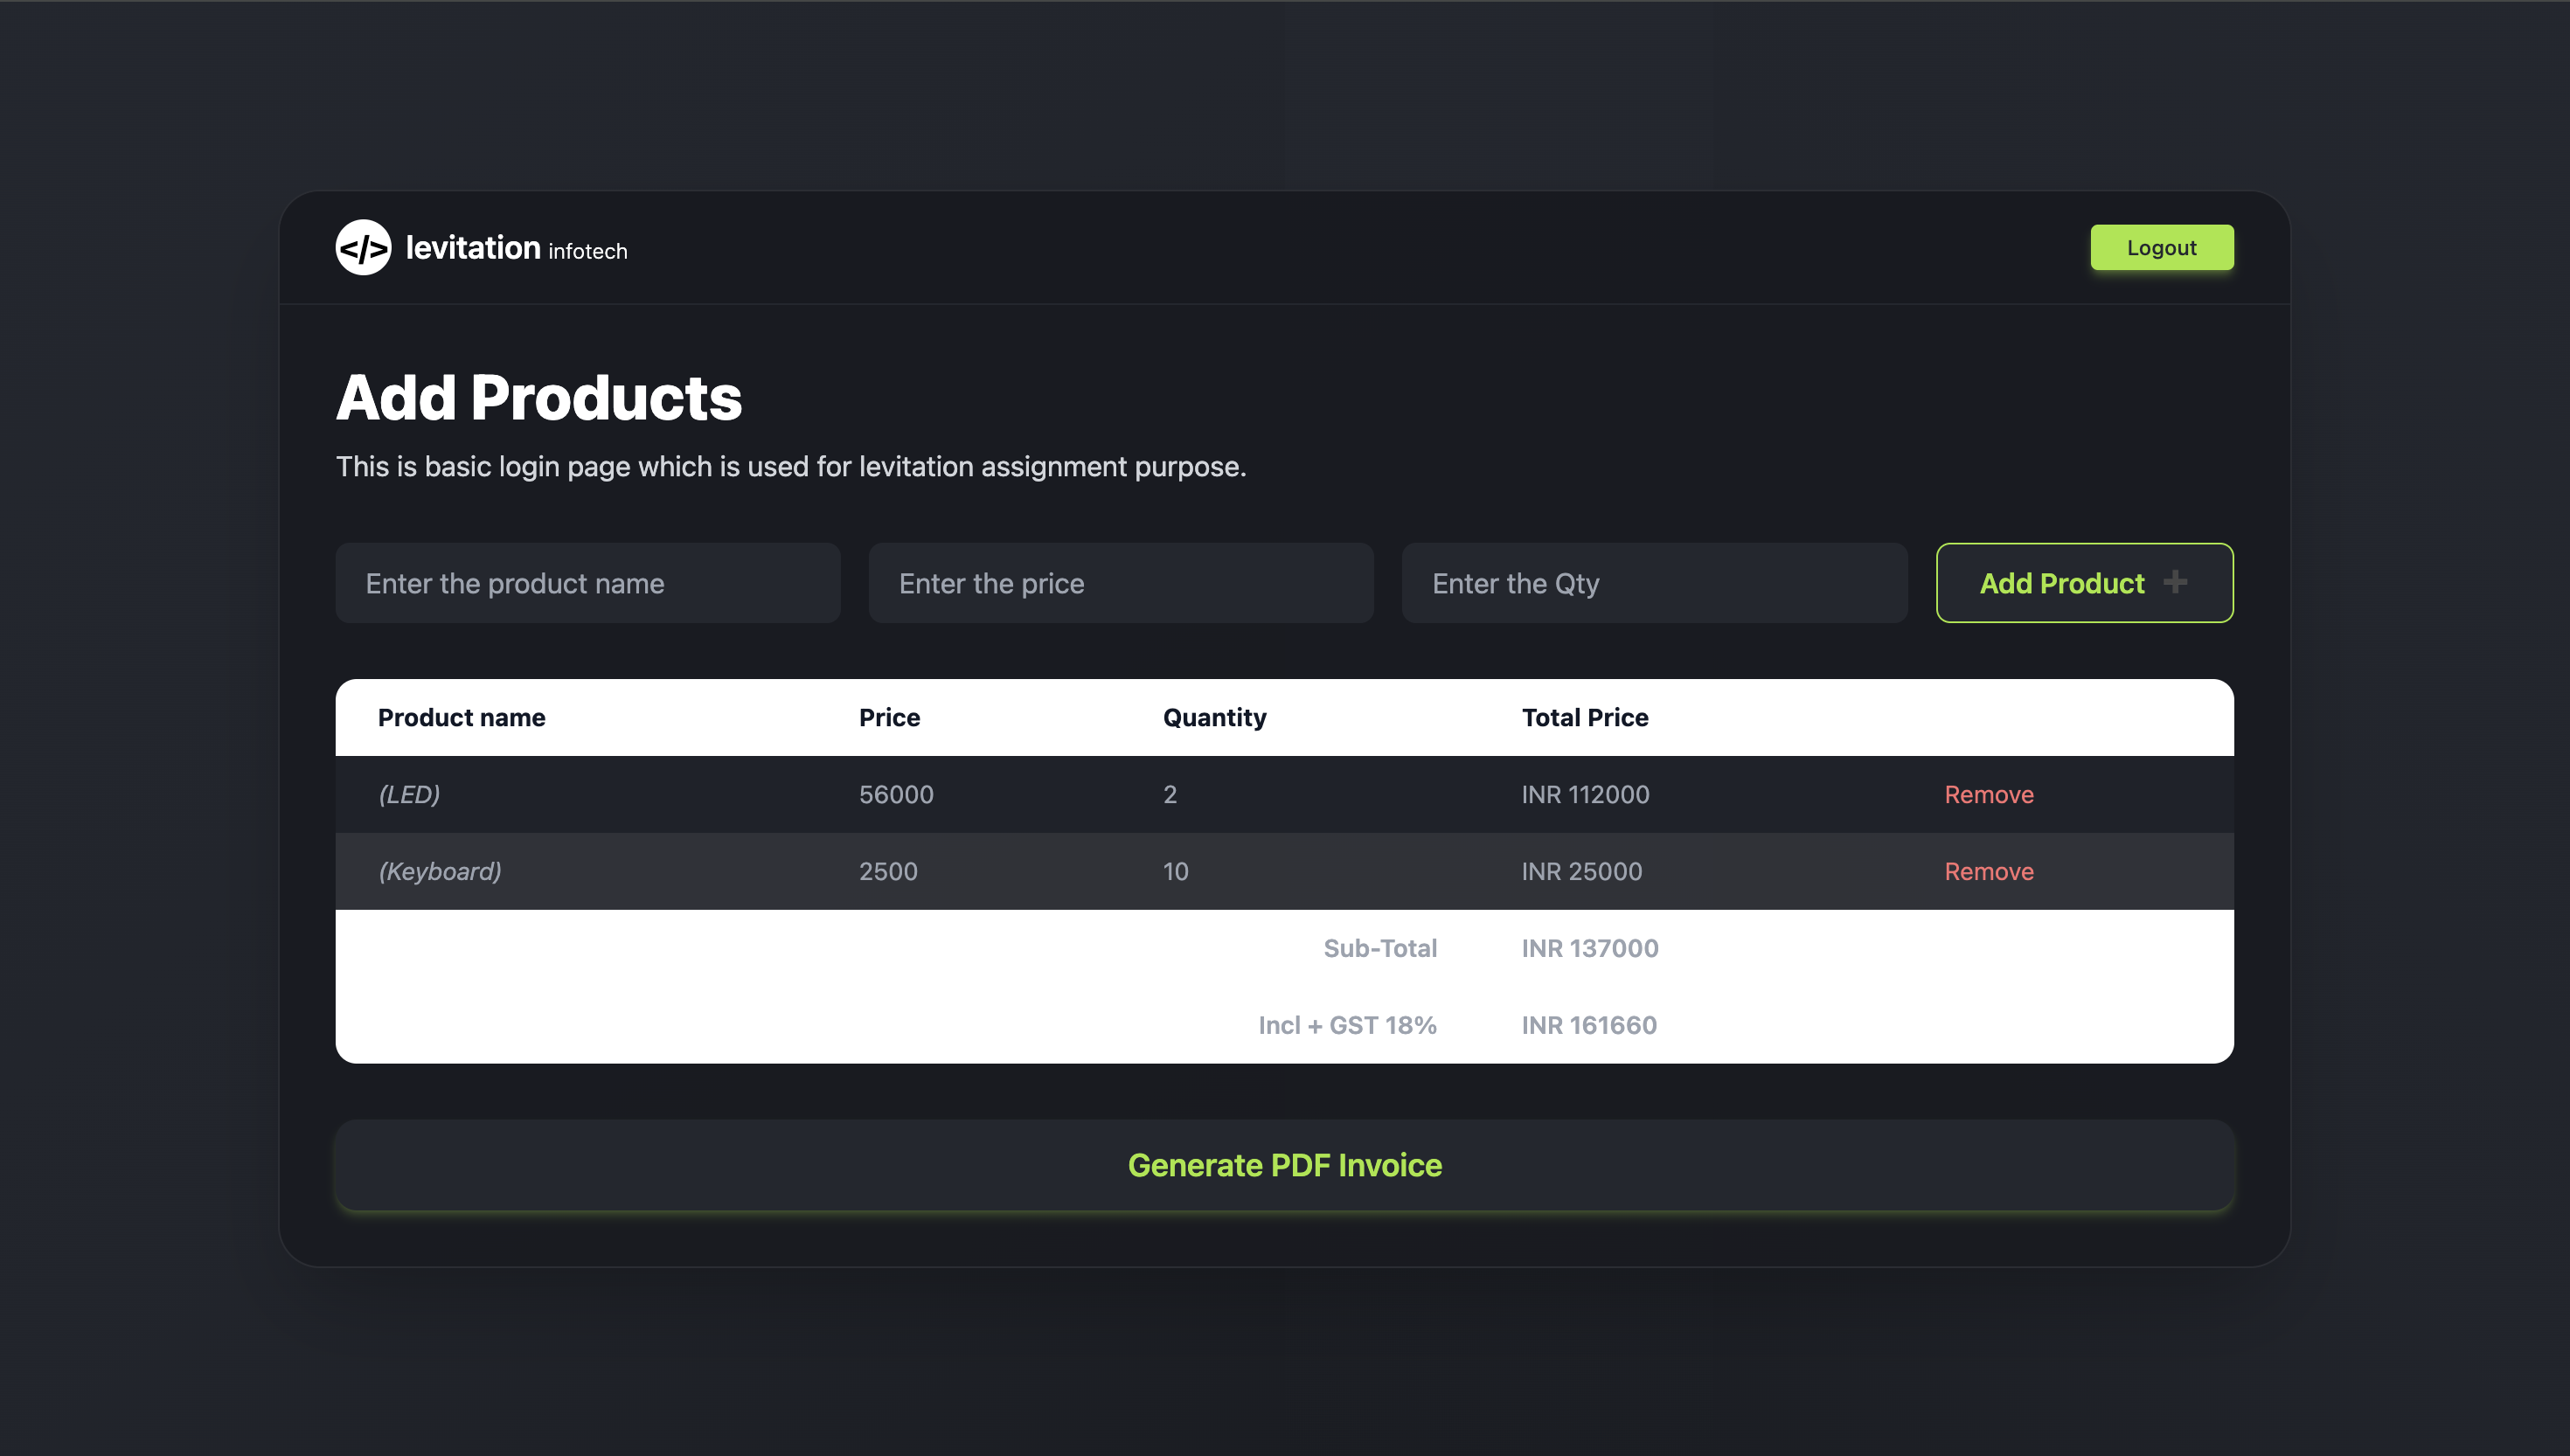 </> levitation infotech
Logout
Add Products
This is basic login page which is used for levitation assignment purpose.
Enter the product name
Enter the price
Enter the Qty
Add Product +
Product name Price Quantity Total Price
(LED) 56000 2 INR 112000 Remove
(Keyboard) 2500 10 INR 25000 Remove
Sub-Total INR 137000
Incl + GST 18% INR 161660
Generate PDF Invoice